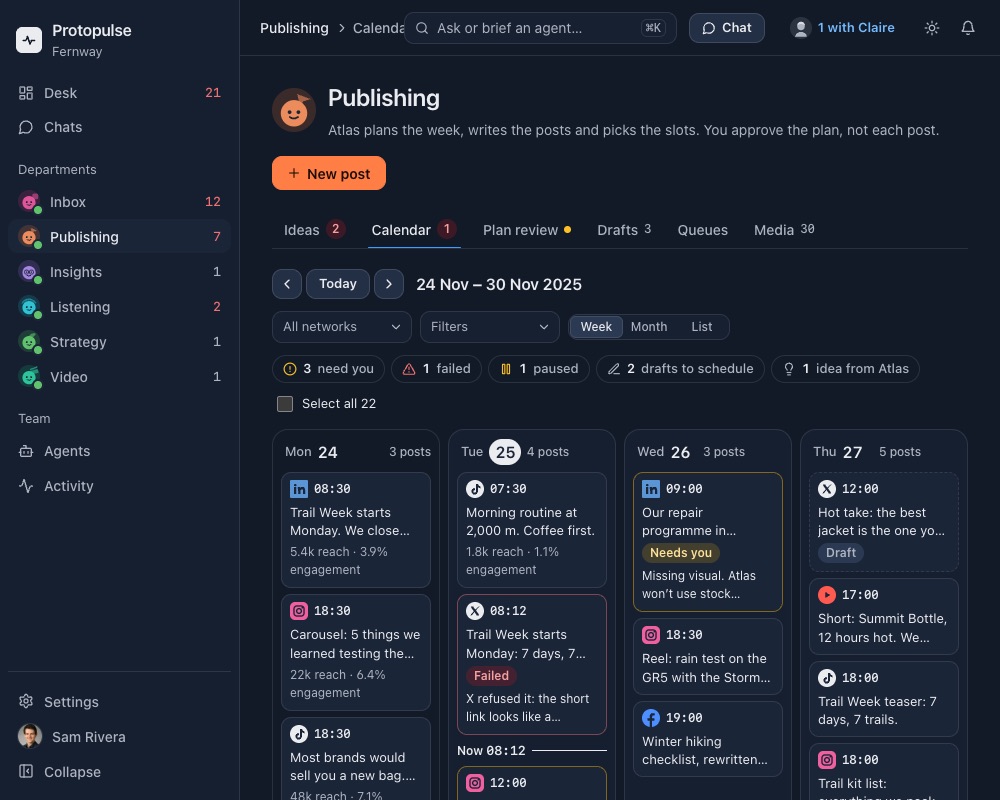 Protopulse
Fernway
Desk 21
Chats
Departments
Inbox 12
Publishing 7
Insights 1
Listening 2
Strategy 1
Video 1
Team
Agents
Activity
Settings
Sam Rivera
Collapse
Publishing > Calenda
Ask or brief an agent… ⌘K
Chat
1 with Claire
Publishing
Atlas plans the week, writes the posts and picks the slots. You approve the plan, not each post.
+ New post
Ideas 2 Calendar 1 Plan review Drafts 3 Queues Media 30
Today
24 Nov – 30 Nov 2025
All networks Filters Week Month List
3 need you 1 failed 1 paused 2 drafts to schedule 1 idea from Atlas
Select all 22
Mon 24 3 posts
08:30
Trail Week starts
Monday. We close…
5.4k reach · 3.9%
engagement
18:30
Carousel: 5 things we
learned testing the…
22k reach · 6.4%
engagement
18:30
Most brands would
sell you a new bag.…
48k reach · 7.1%
Tue 25 4 posts
07:30
Morning routine at
2,000 m. Coffee first.
1.8k reach · 1.1%
engagement
08:12
Trail Week starts
Monday: 7 days, 7…
Failed
X refused it: the short
link looks like a…
Now 08:12
12:00
Wed 26 3 posts
09:00
Our repair
programme in…
Needs you
Missing visual. Atlas
won't use stock…
18:30
Reel: rain test on the
GR5 with the Storm…
19:00
Winter hiking
checklist, rewritten…
Thu 27 5 posts
12:00
Hot take: the best
jacket is the one yo…
Draft
17:00
Short: Summit Bottle,
12 hours hot. We…
18:00
Trail Week teaser: 7
days, 7 trails.
18:00
Trail kit list: